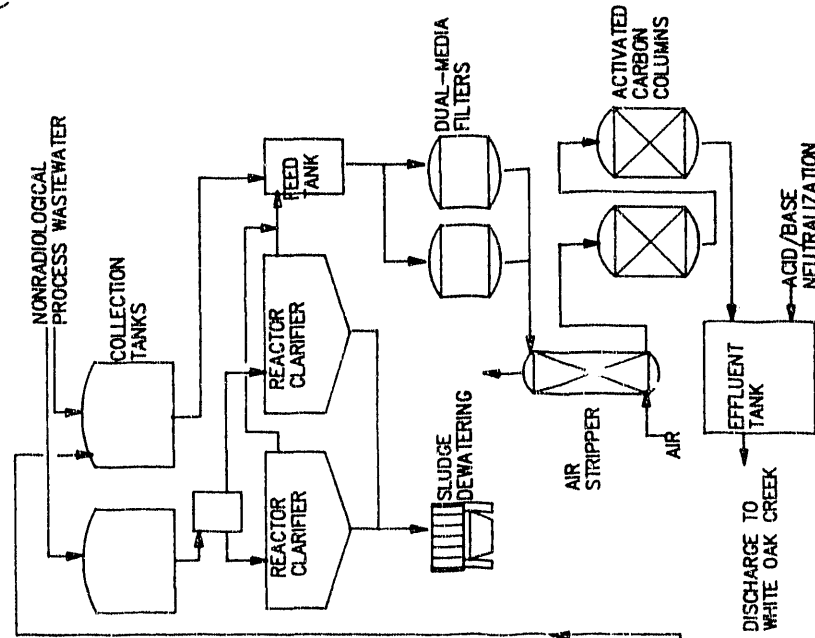 NONRADIOLOGICAL
PROCESS WASTEWATER
COLLECTION
TANKS
REACTOR
CLARIFIER
REACTOR
CLARIFIER
FEED
TANK
SLUDGE
DEWATERING
DUAL-MEDIA
FILTERS
AIR
STRIPPER
AIR
ACTIVATED
CARBON
COLUMNS
EFFLUENT
TANK
ACID/BASE
NEUTRALIZATION
DISCHARGE TO
WHITE OAK CREEK